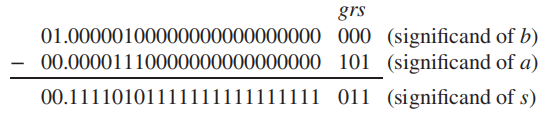 grs
01.00000100000000000000000 000 (significand of b)
− 00.00001110000000000000000 101 (significand of a)
00.11110101111111111111111 011 (significand of s)